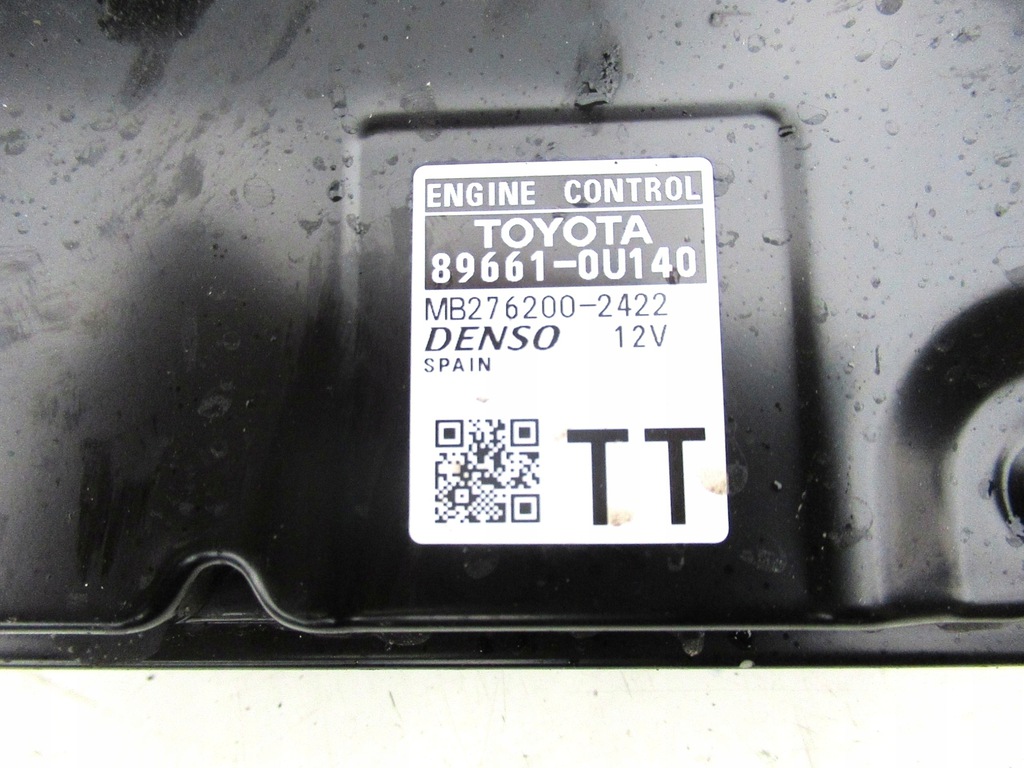 ENGINE CONTROL
TOYOTA
89661-0U140
MB276200-2422
DENSO 12V
SPAIN
TT